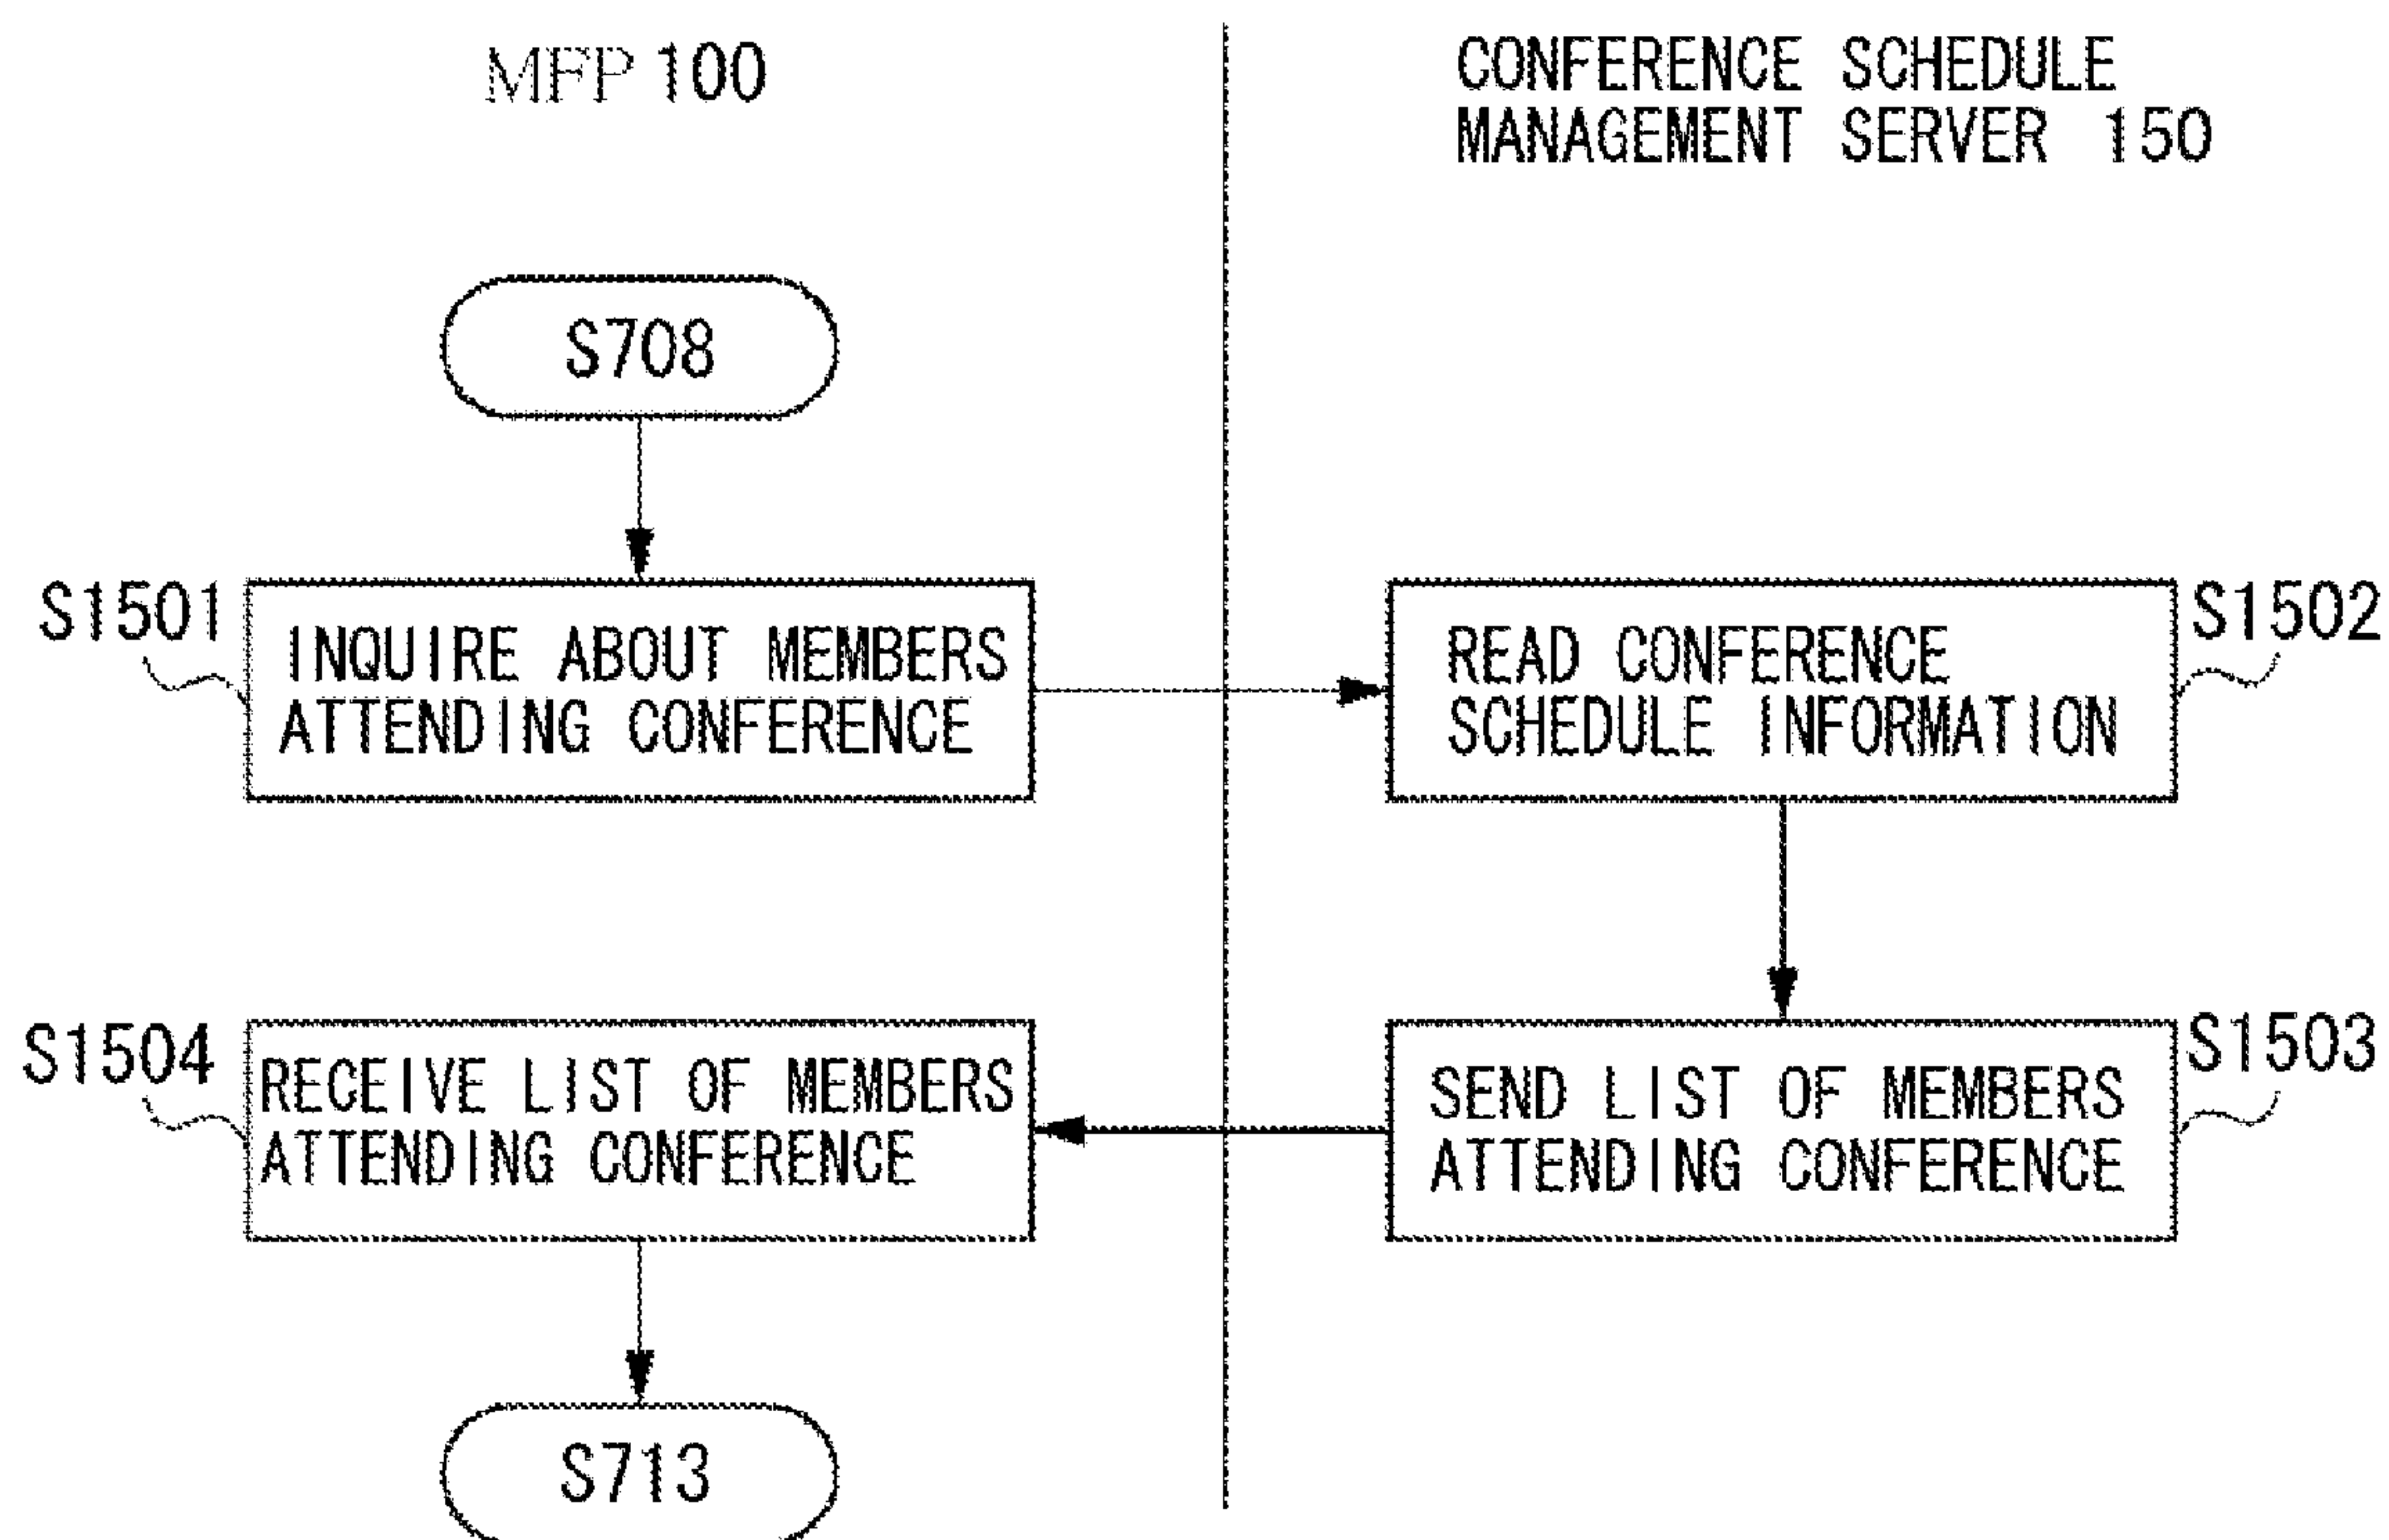 MFP 100
CONFERENCE SCHEDULE
MANAGEMENT SERVER 150
S708
S1501
INQUIRE ABOUT MEMBERS
ATTENDING CONFERENCE
S1502
READ CONFERENCE
SCHEDULE INFORMATION
S1504
RECEIVE LIST OF MEMBERS
ATTENDING CONFERENCE
S1503
SEND LIST OF MEMBERS
ATTENDING CONFERENCE
S713